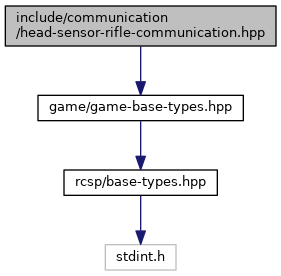 include/communication
/head-sensor-rifle-communication.hpp
game/game-base-types.hpp
rcsp/base-types.hpp
stdint.h